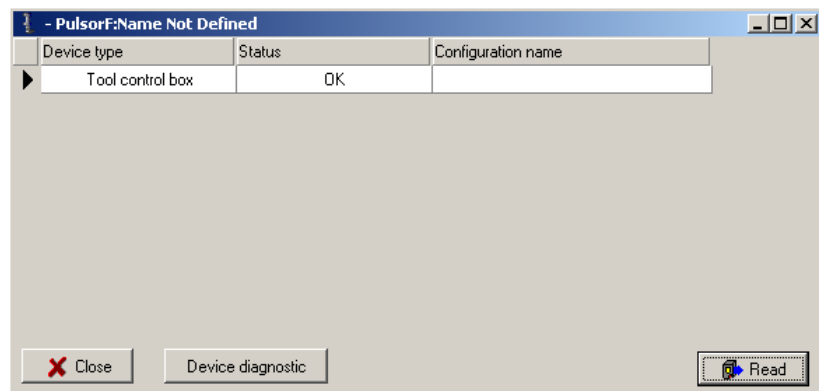 - PulsorF:Name Not Defined
Device type Status Configuration name
Tool control box OK
Close Device diagnostic Read